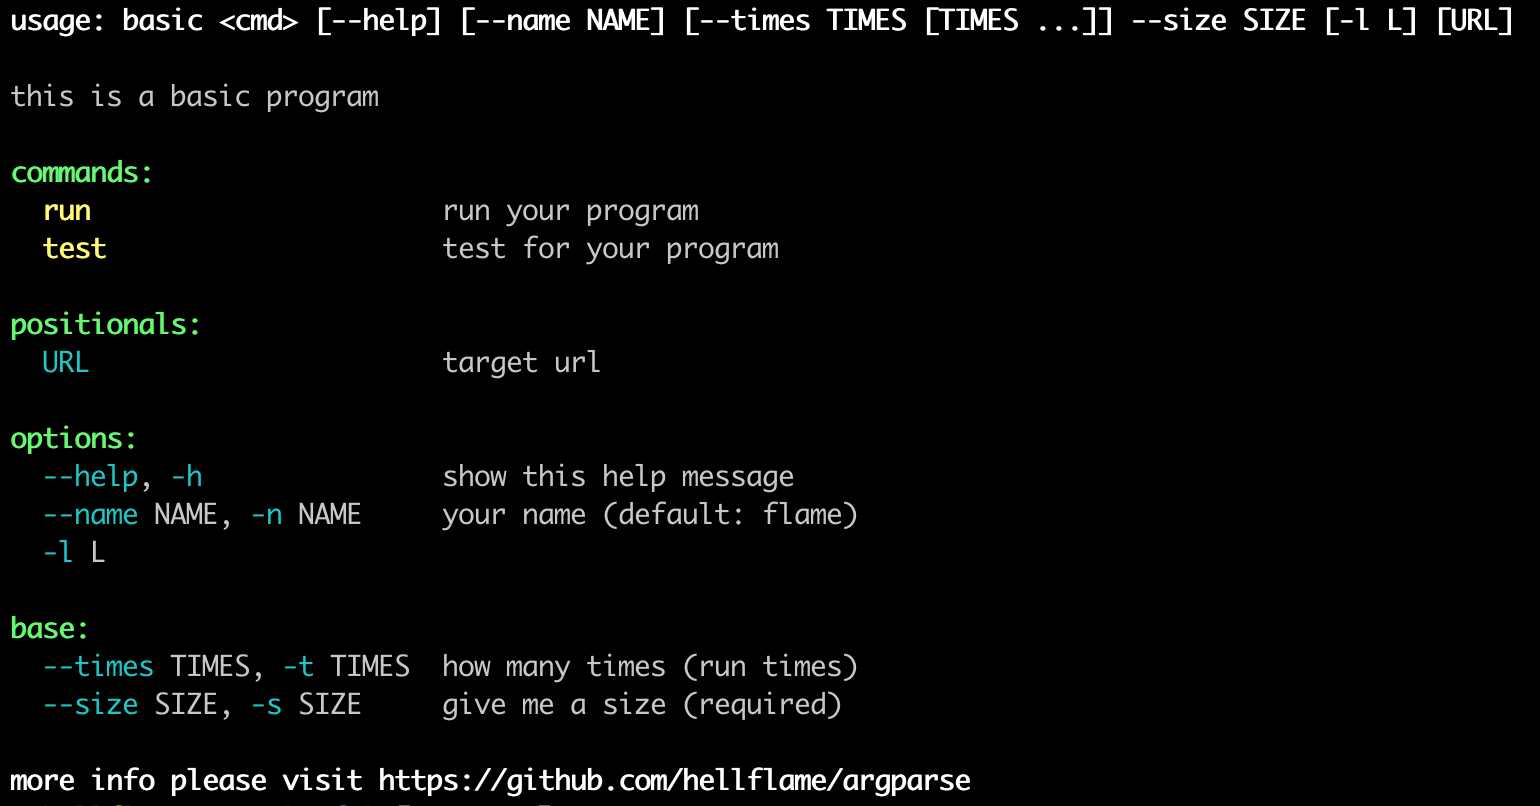 usage: basic <cmd> [--help] [--name NAME] [--times TIMES [TIMES ...]] --size SIZE [-l L] [URL]
this is a basic program
commands:
run run your program
test test for your program
positionals:
URL target url
options:
--help, -h show this help message
--name NAME, -n NAME your name (default: flame)
-l L
base:
--times TIMES, -t TIMES how many times (run times)
--size SIZE, -s SIZE give me a size (required)
more info please visit https://github.com/hellflame/argparse